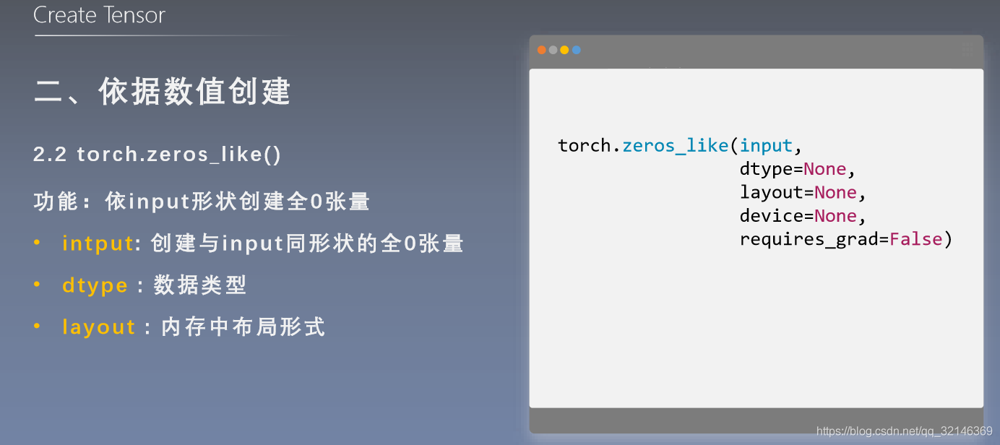 Create Tensor
二、依据数值创建
2.2 torch.zeros_like()
功能：依input形状创建全0张量
• intput: 创建与input同形状的全0张量
• dtype : 数据类型
• layout : 内存中布局形式
torch.zeros_like(input,
dtype=None,
layout=None,
device=None,
requires_grad=False)
https://blog.csdn.net/qq_32146369